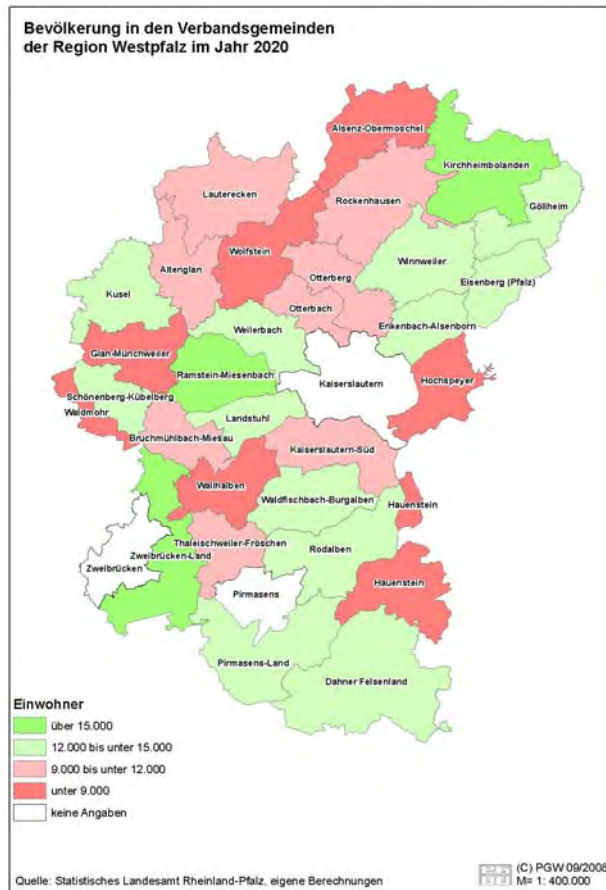 Bevölkerung in den Verbandsgemeinden
der Region Westpfalz im Jahr 2020
Alsenz-Obermoschel
Kirchheimbolanden
Lauterecken
Rockenhausen
Göllheim
Wolfstein
Winnweiler
Altenglan
Otterberg
Eisenberg (Pfalz)
Kusel
Otterbach
Weilerbach
Enkenbach-Alsenborn
Glan-Münchweiler
Ramstein-Miesenbach
Kaiserslautern
Hochspeyer
Schönenberg-Kübelberg
Waldmohr
Landstuhl
Bruchmühlbach-Miesau
Kaiserslautern-Süd
Wallhalben
Waldfischbach-Burgalben
Hauenstein
Thaleischweiler-Fröschen
Rodalben
Zweibrücken-Land
Zweibrücken
Hauenstein
Pirmasens
Pirmasens-Land
Dahner Felsenland
Einwohner
über 15.000
12.000 bis unter 15.000
9.000 bis unter 12.000
unter 9.000
keine Angaben
Quelle: Statistisches Landesamt Rheinland-Pfalz, eigene Berechnungen
(C) PGW 09/2008
M= 1: 400.000